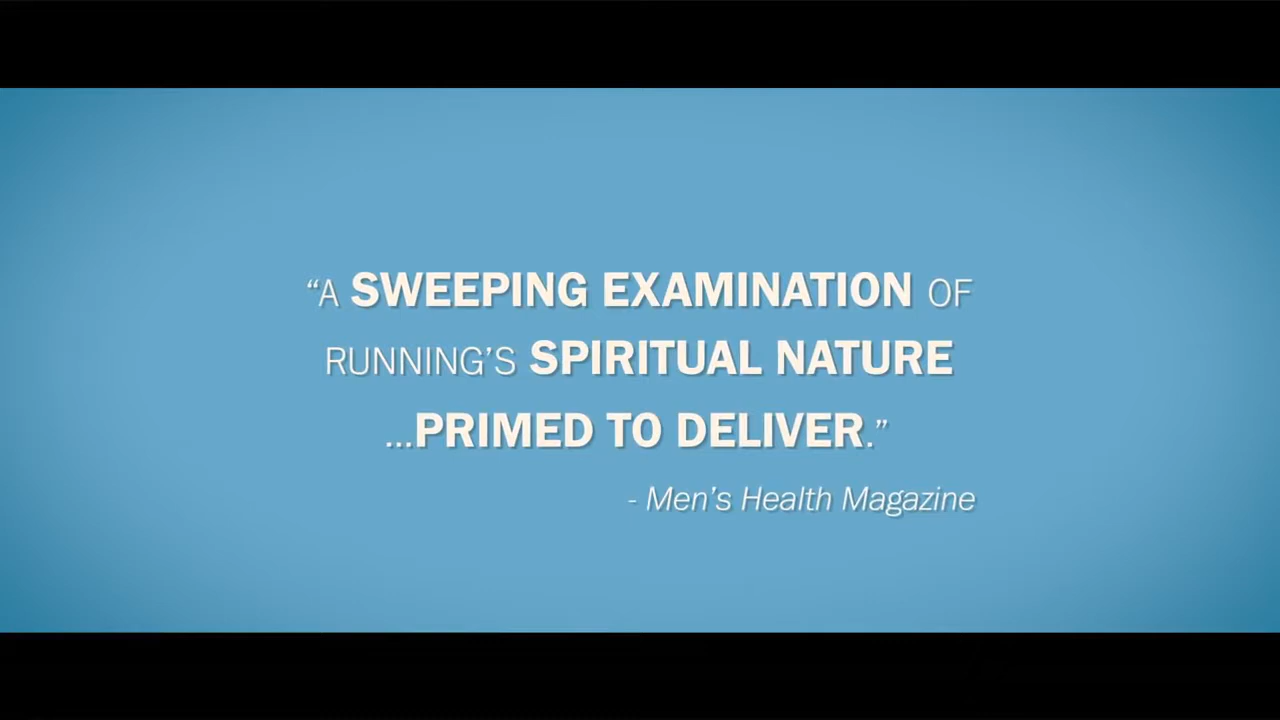 “A SWEEPING EXAMINATION OF
RUNNING’S SPIRITUAL NATURE
...PRIMED TO DELIVER.”
- Men’s Health Magazine